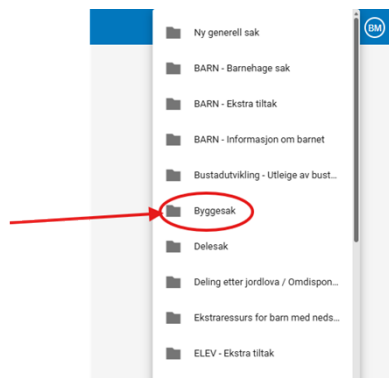 BM
Ny generell sak
BARN - Barnehage sak
BARN - Ekstra tiltak
BARN - Informasjon om barnet
Bustadutvikling - Utleige av bust...
Byggesak
Delesak
Deling etter jordlova / Omdispon...
Ekstraressurs for barn med neds...
ELEV - Ekstra tiltak